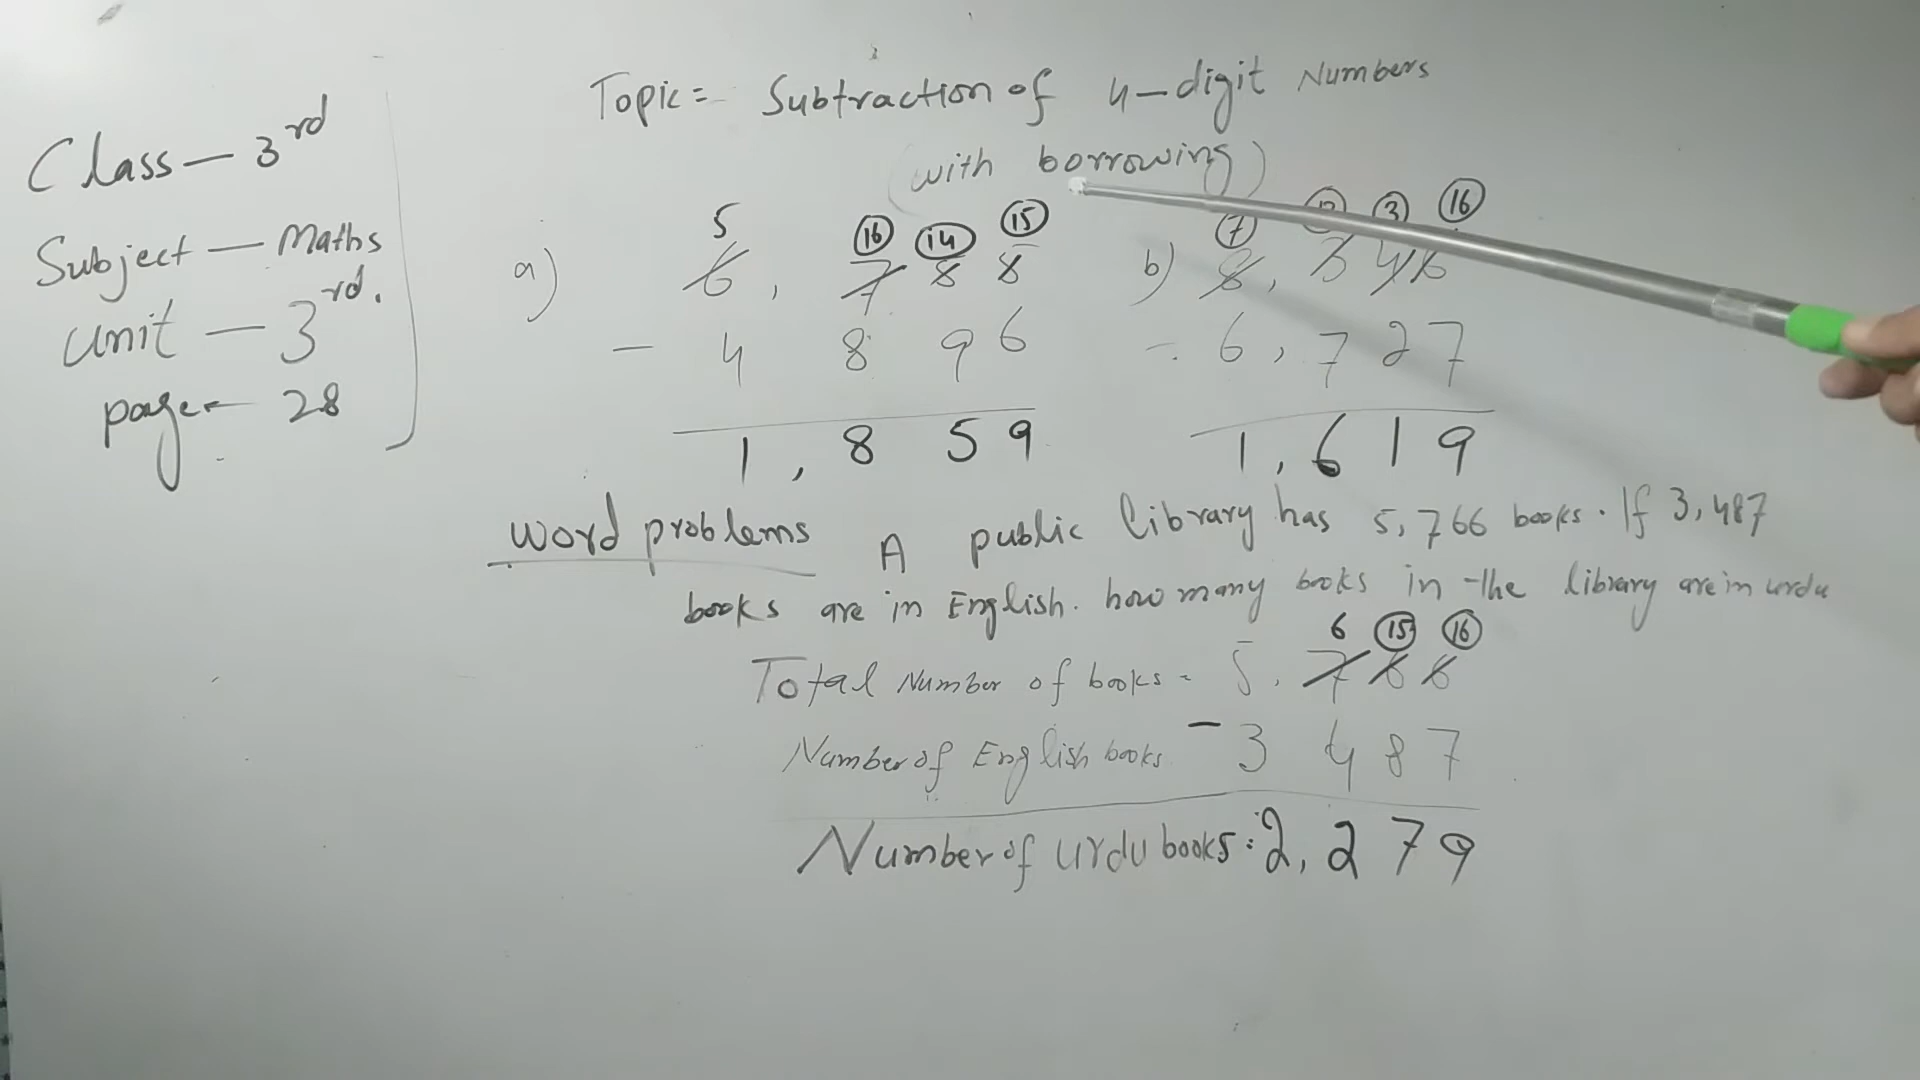 Class — 3rd
Subject — Maths
unit — 3rd.
page - 28
Topic = Subtraction of 4-digit Numbers
(with borrowing)
5 16 14 15
a) 6, 7 5 5
- 4 8 9 6
1, 8 5 9
7 13 3 16
b) 8, 3 4 6
- 6, 7 2 7
1, 6 1 9
Word problems A public library has 5,766 books. If 3,487
books are in English. how many books in the library are in urdu
6 15 16
Total Number of books = 5, 7 6 6
Number of English books - 3 4 8 7
Number of urdu books: 2, 2 7 9